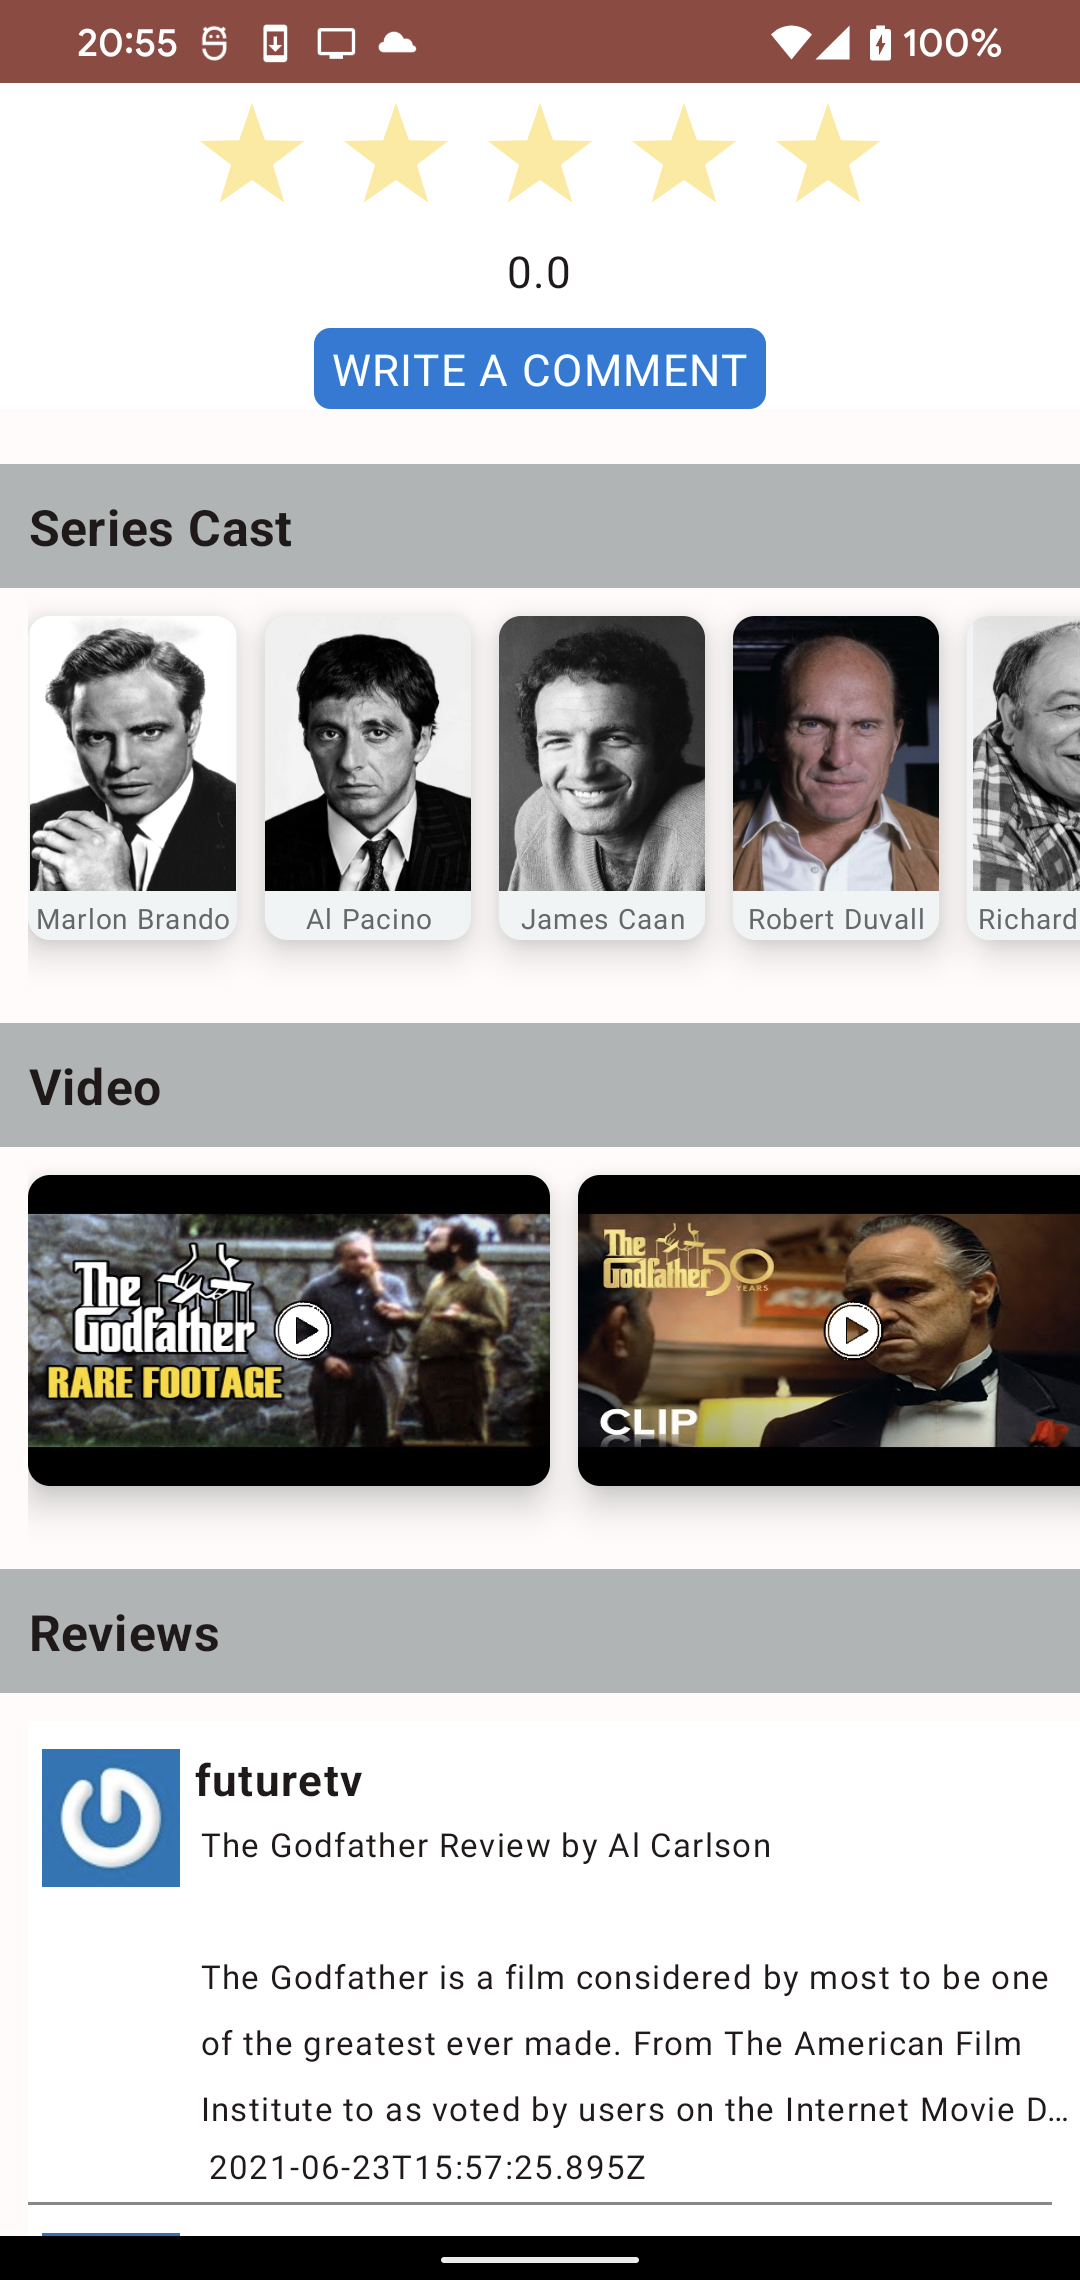 20:55
100%
0.0
WRITE A COMMENT
Series Cast
Marlon Brando
Al Pacino
James Caan
Robert Duvall
Richard
Video
The
Godfather
RARE FOOTAGE
The
Godfather 50
YEARS
CLIP
Reviews
futuretv
The Godfather Review by Al Carlson
The Godfather is a film considered by most to be one
of the greatest ever made. From The American Film
Institute to as voted by users on the Internet Movie D…
2021-06-23T15:57:25.895Z